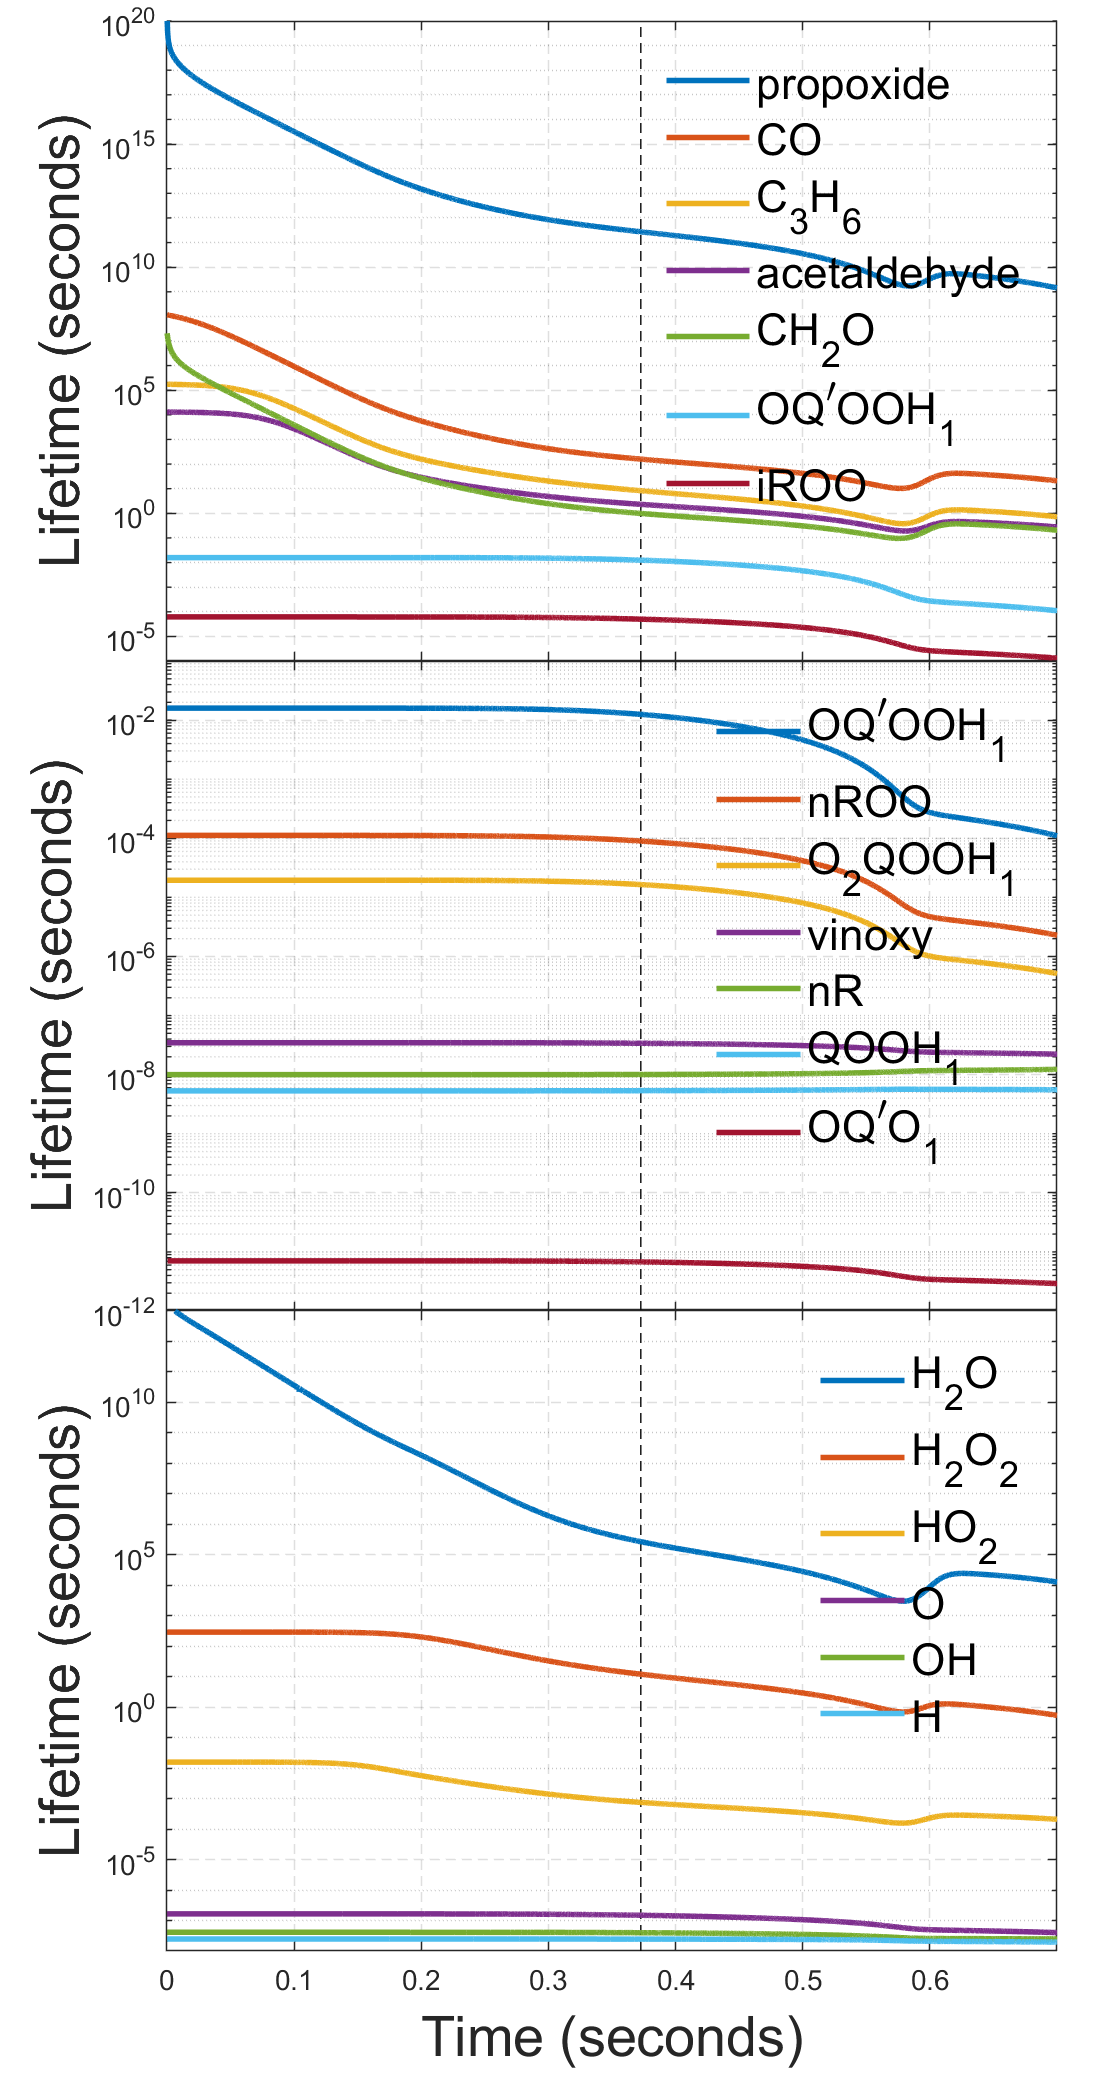 Lifetime (seconds)
10^20
10^15
10^10
10^5
10^0
10^-5
propoxide
CO
C₃H₆
acetaldehyde
CH₂O
OQ′OOH₁
iROO
Lifetime (seconds)
10^-2
10^-4
10^-6
10^-8
10^-10
10^-12
OQ′OOH₁
nROO
O₂QOOH₁
vinoxy
nR
QOOH₁
OQ′O₁
Lifetime (seconds)
10^10
10^5
10^0
10^-5
H₂O
H₂O₂
HO₂
O
OH
H
0 0.1 0.2 0.3 0.4 0.5 0.6
Time (seconds)